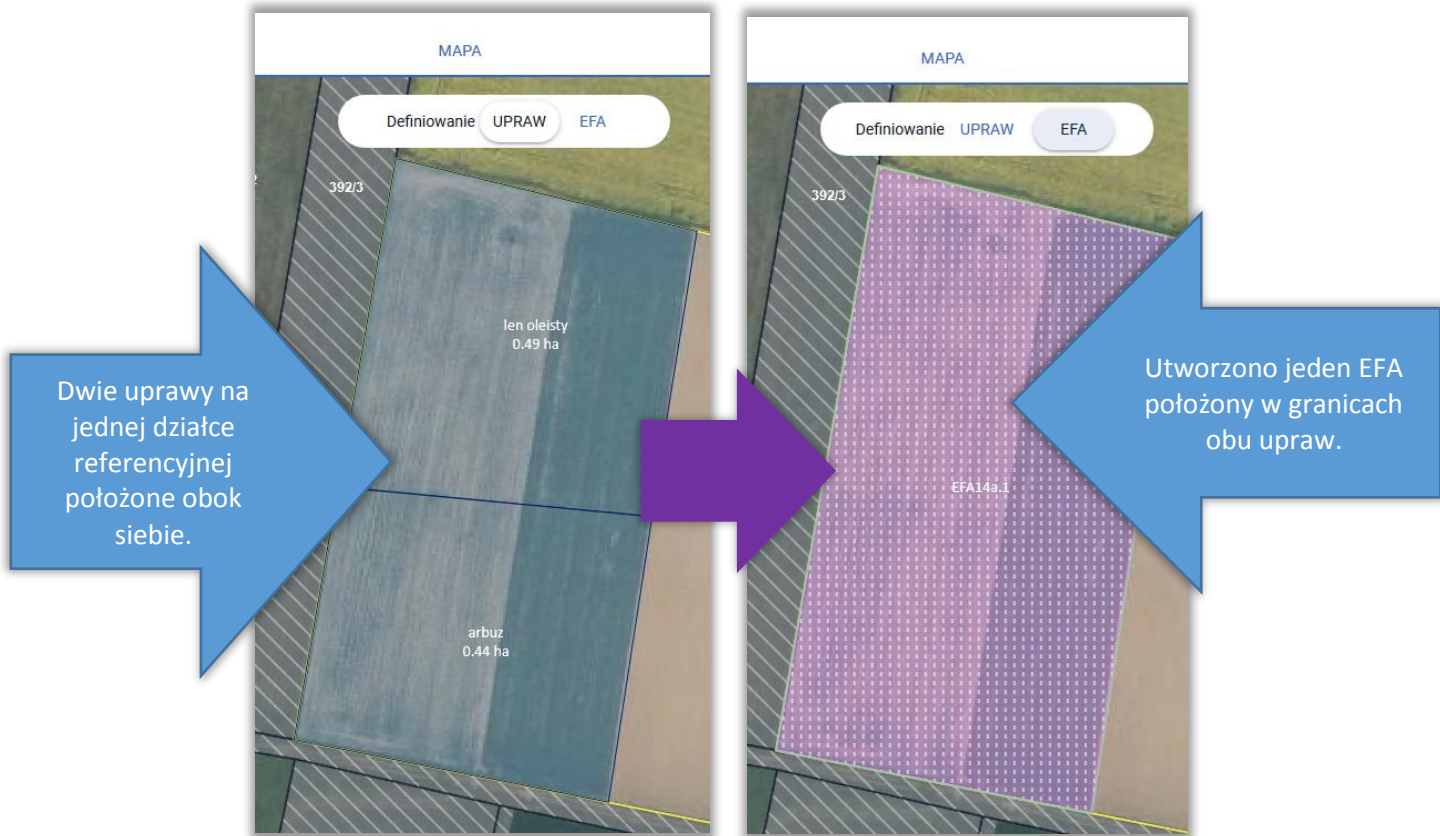 MAPA
Definiowanie UPRAW EFA
392/3
len oleisty
0.49 ha
arbuz
0.44 ha
Dwie uprawy na
jednej działce
referencyjnej
położone obok
siebie.
MAPA
Definiowanie UPRAW EFA
392/3
EFA14a.1
Utworzono jeden EFA
położony w granicach
obu upraw.